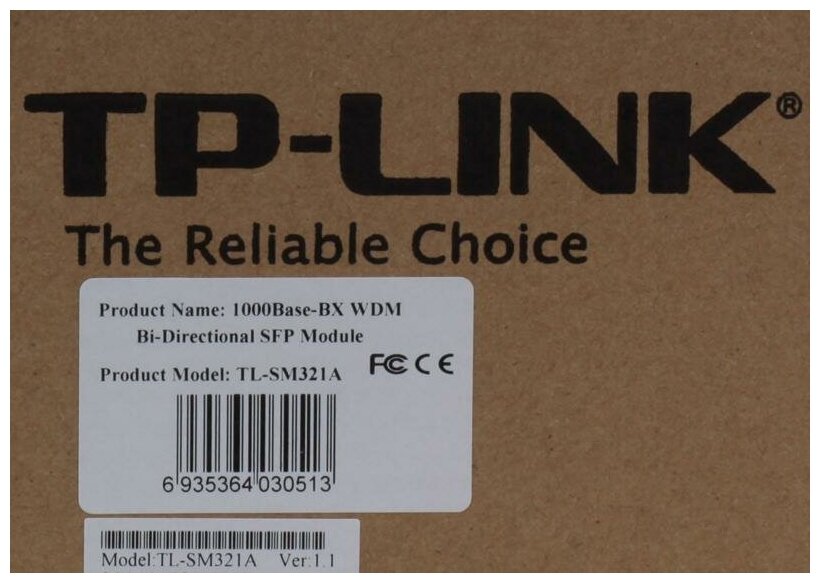 TP-LINK®
The Reliable Choice
Product Name: 1000Base-BX WDM
Bi-Directional SFP Module
Product Model: TL-SM321A FC CE
6 935364 030513
Model:TL-SM321A Ver:1.1